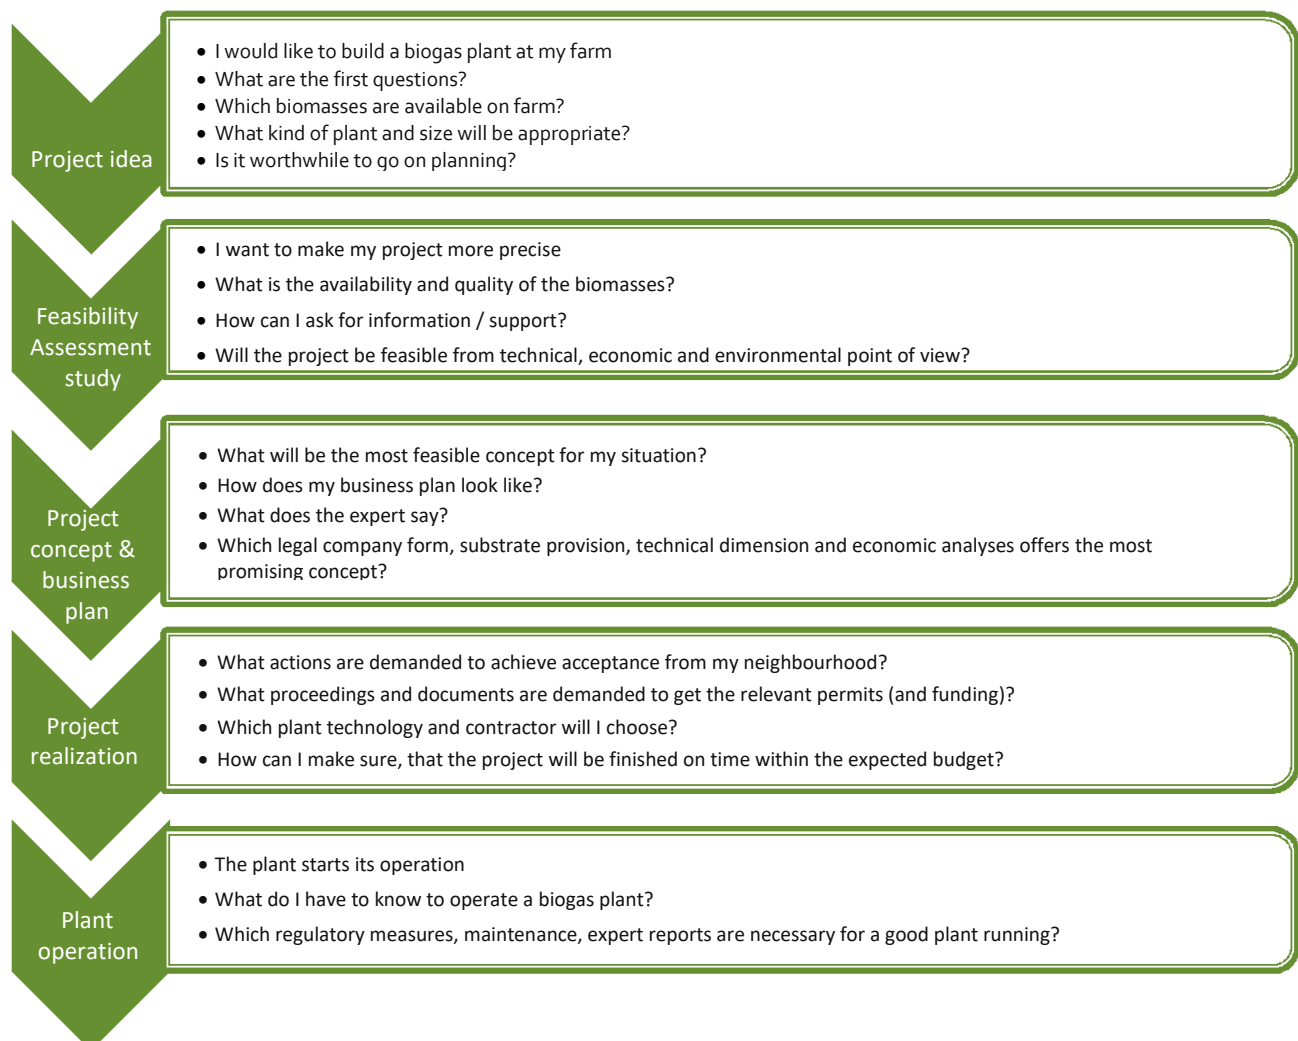 Project idea
• I would like to build a biogas plant at my farm
• What are the first questions?
• Which biomasses are available on farm?
• What kind of plant and size will be appropriate?
• Is it worthwhile to go on planning?
Feasibility
Assessment
study
• I want to make my project more precise
• What is the availability and quality of the biomasses?
• How can I ask for information / support?
• Will the project be feasible from technical, economic and environmental point of view?
Project
concept &
business
plan
• What will be the most feasible concept for my situation?
• How does my business plan look like?
• What does the expert say?
• Which legal company form, substrate provision, technical dimension and economic analyses offers the most
promising concept?
Project
realization
• What actions are demanded to achieve acceptance from my neighbourhood?
• What proceedings and documents are demanded to get the relevant permits (and funding)?
• Which plant technology and contractor will I choose?
• How can I make sure, that the project will be finished on time within the expected budget?
Plant
operation
• The plant starts its operation
• What do I have to know to operate a biogas plant?
• Which regulatory measures, maintenance, expert reports are necessary for a good plant running?